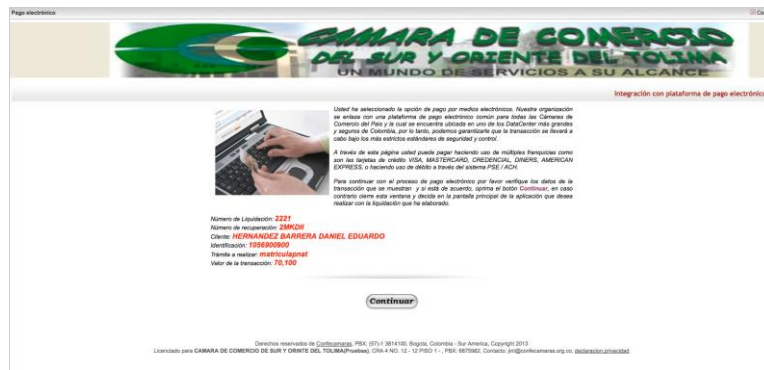 Pago electrónico
CAMARA DE COMERCIO
DEL SUR Y ORIENTE DEL TOLIMA
UN MUNDO DE SERVICIOS A SU ALCANCE
Integración con plataforma de pago electrónico
Usted ha seleccionado la opción de pago por medios electrónicos. Nuestra organización
se enlaza con una plataforma de pago electrónico común para todas las Cámaras de
Comercio del País y la cual se encuentra ubicada en uno de los DataCenter más grandes
y seguros de Colombia, por lo tanto, podemos garantizarle que la transacción se llevará a
cabo bajo los más estrictos estándares de seguridad y control.
A través de esta página usted puede pagar haciendo uso de múltiples franquicias como
son las tarjetas de crédito VISA, MASTERCARD, CREDENCIAL, DINERS, AMERICAN
EXPRESS, o haciendo uso de débito a través del sistema PSE / ACH.
Para continuar con el proceso de pago electrónico por favor verifique los datos de la
transacción que se muestran y si está de acuerdo, oprima el botón Continuar, en caso
contrario cierre esta ventana y decida en la pantalla principal de la aplicación que desea
realizar con la liquidación que ha elaborado.
Número de Liquidación: 2221
Número de recuperación: 2MKDII
Cliente: HERNANDEZ BARRERA DANIEL EDUARDO
Identificación: 1056900900
Trámite a realizar: matriculapnat
Valor de la transacción: 70,100
Continuar
Derechos reservados de Confecamaras, PBX: (57)-1 3814100, Bogota, Colombia - Sur America, Copyright 2013
Licenciado para CAMARA DE COMERCIO DE SUR Y ORINTE DEL TOLIMA(Pruebas), CRA 4 NO. 12 - 12 PISO 1 - , PBX: 6875982, Contacto: jint@confecamaras.org.co, declaracion privacidad